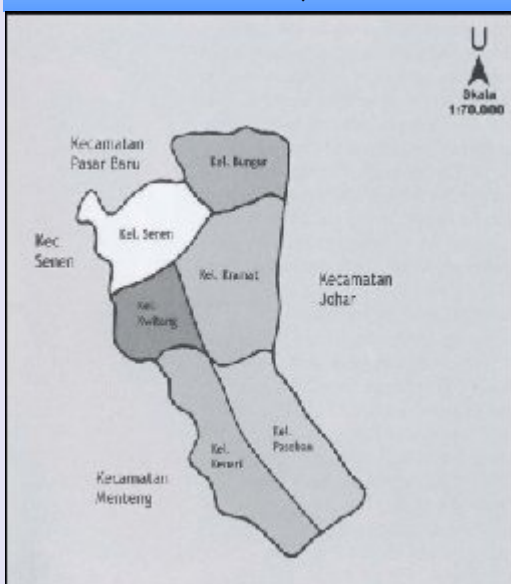 U
Skala
1:70.000
Kecamatan
Pasar Baru
Kel. Bungur
Kec
Senen
Kel. Senen
Kel. Kramat
Kecamatan
Johar
Kel.
Kwitang
Kel.
Paseban
Kel.
Kenari
Kecamatan
Menteng